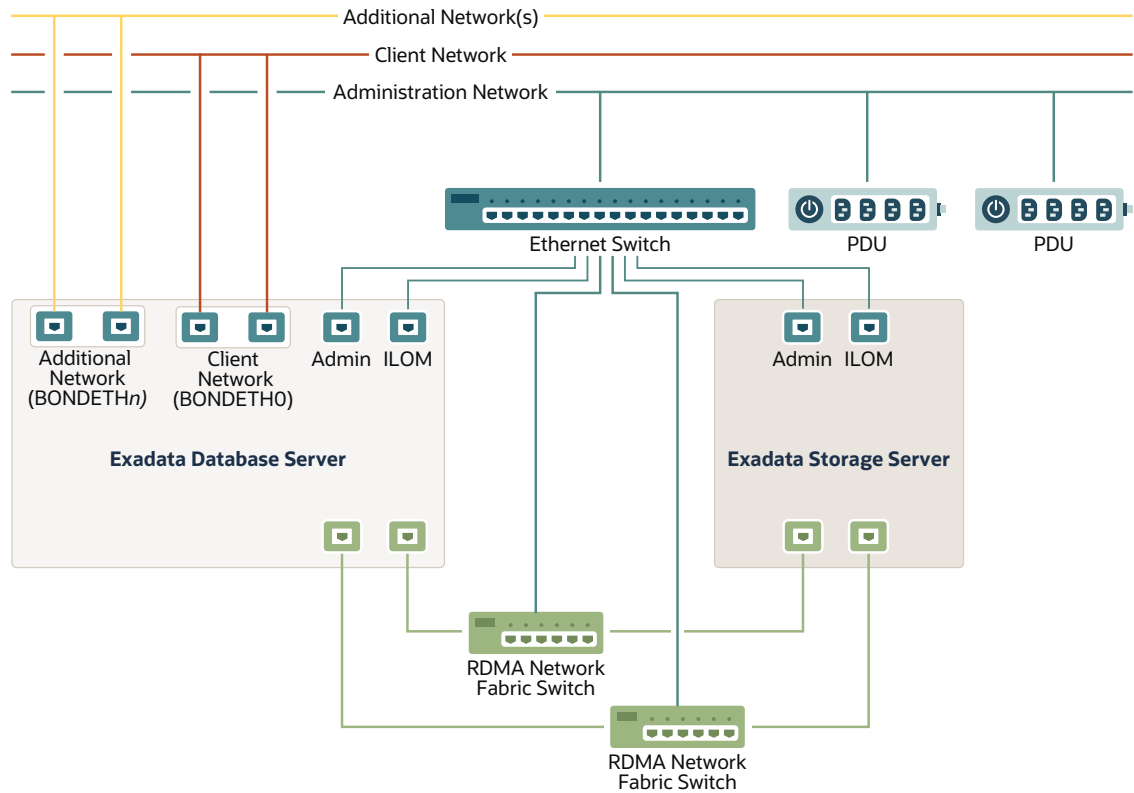 Additional Network(s)
Client Network
Administration Network
Ethernet Switch
PDU
PDU
Additional
Network
(BONDETHn)
Client
Network
(BONDETH0)
Admin
ILOM
Admin
ILOM
Exadata Database Server
Exadata Storage Server
RDMA Network
Fabric Switch
RDMA Network
Fabric Switch